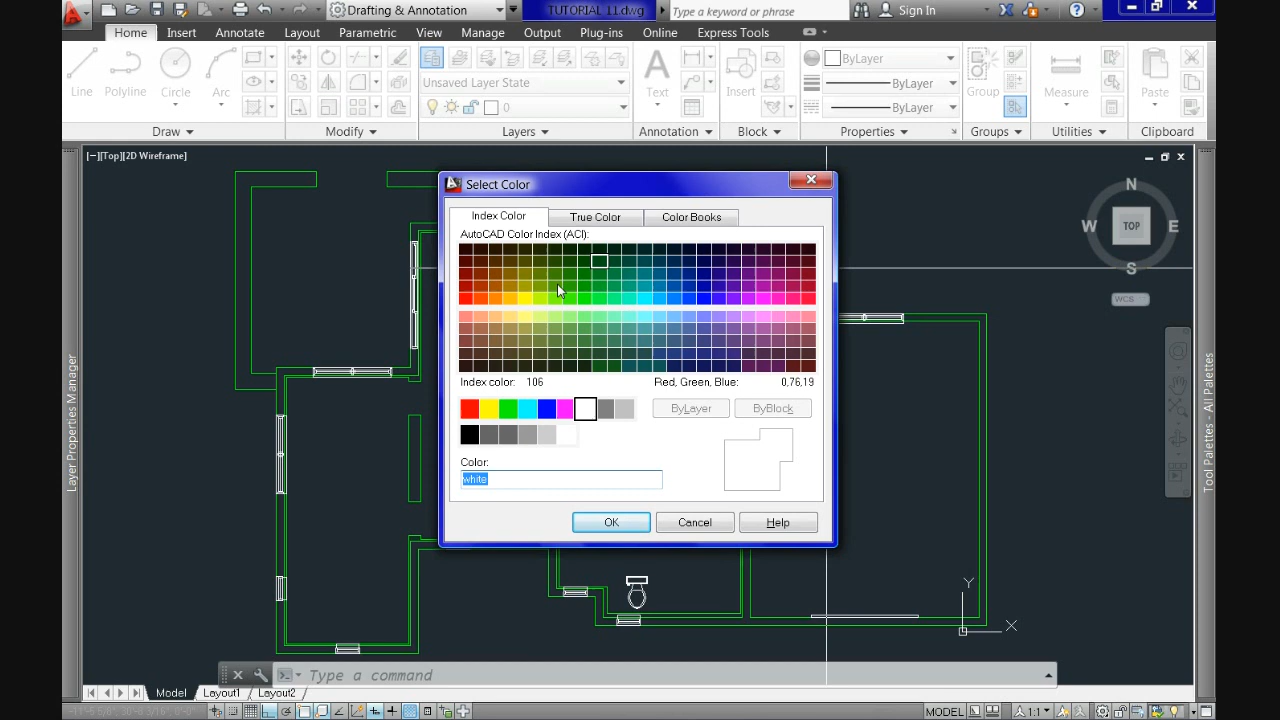 Drafting & Annotation
TUTORIAL 11.dwg
Type a keyword or phrase
Sign In
Home Insert Annotate Layout Parametric View Manage Output Plug-ins Online Express Tools
Unsaved Layer State
ByLayer
0
ByLayer
ByLayer
Line
Polyline
Circle
Arc
Text
Insert
Group
Measure
Paste
Draw
Modify
Layers
Annotation
Block
Properties
Groups
Utilities
Clipboard
[−][Top][2D Wireframe]
N
W
TOP
E
S
WCS
Layer Properties Manager
Tool Palettes - All Palettes
Select Color
Index Color
True Color
Color Books
AutoCAD Color Index (ACI):
Index color: 106
Red, Green, Blue: 0,76,19
ByLayer
ByBlock
Color:
white
OK
Cancel
Help
Y
X
Type a command
Model
Layout1
Layout2
MODEL
1:1